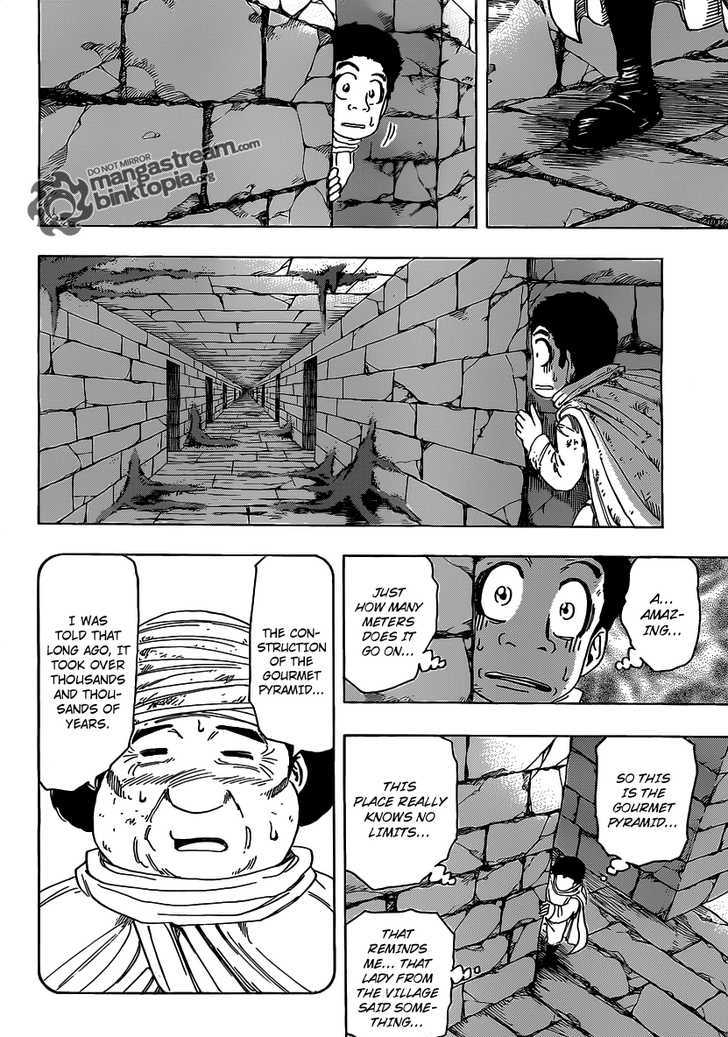 DO NOT MIRROR
mangastream.com
binktopia.org
A...
AMAZ-
ING...
JUST
HOW MANY
METERS
DOES IT
GO ON...
SO THIS
IS THE
GOURMET
PYRAMID...
THIS
PLACE REALLY
KNOWS NO
LIMITS...
THAT
REMINDS
ME... THAT
LADY FROM
THE VILLAGE
SAID SOME-
THING...
THE CON-
STRUCTION
OF THE
GOURMET
PYRAMID...
I WAS
TOLD THAT
LONG AGO, IT
TOOK OVER
THOUSANDS
AND THOU-
SANDS OF
YEARS.